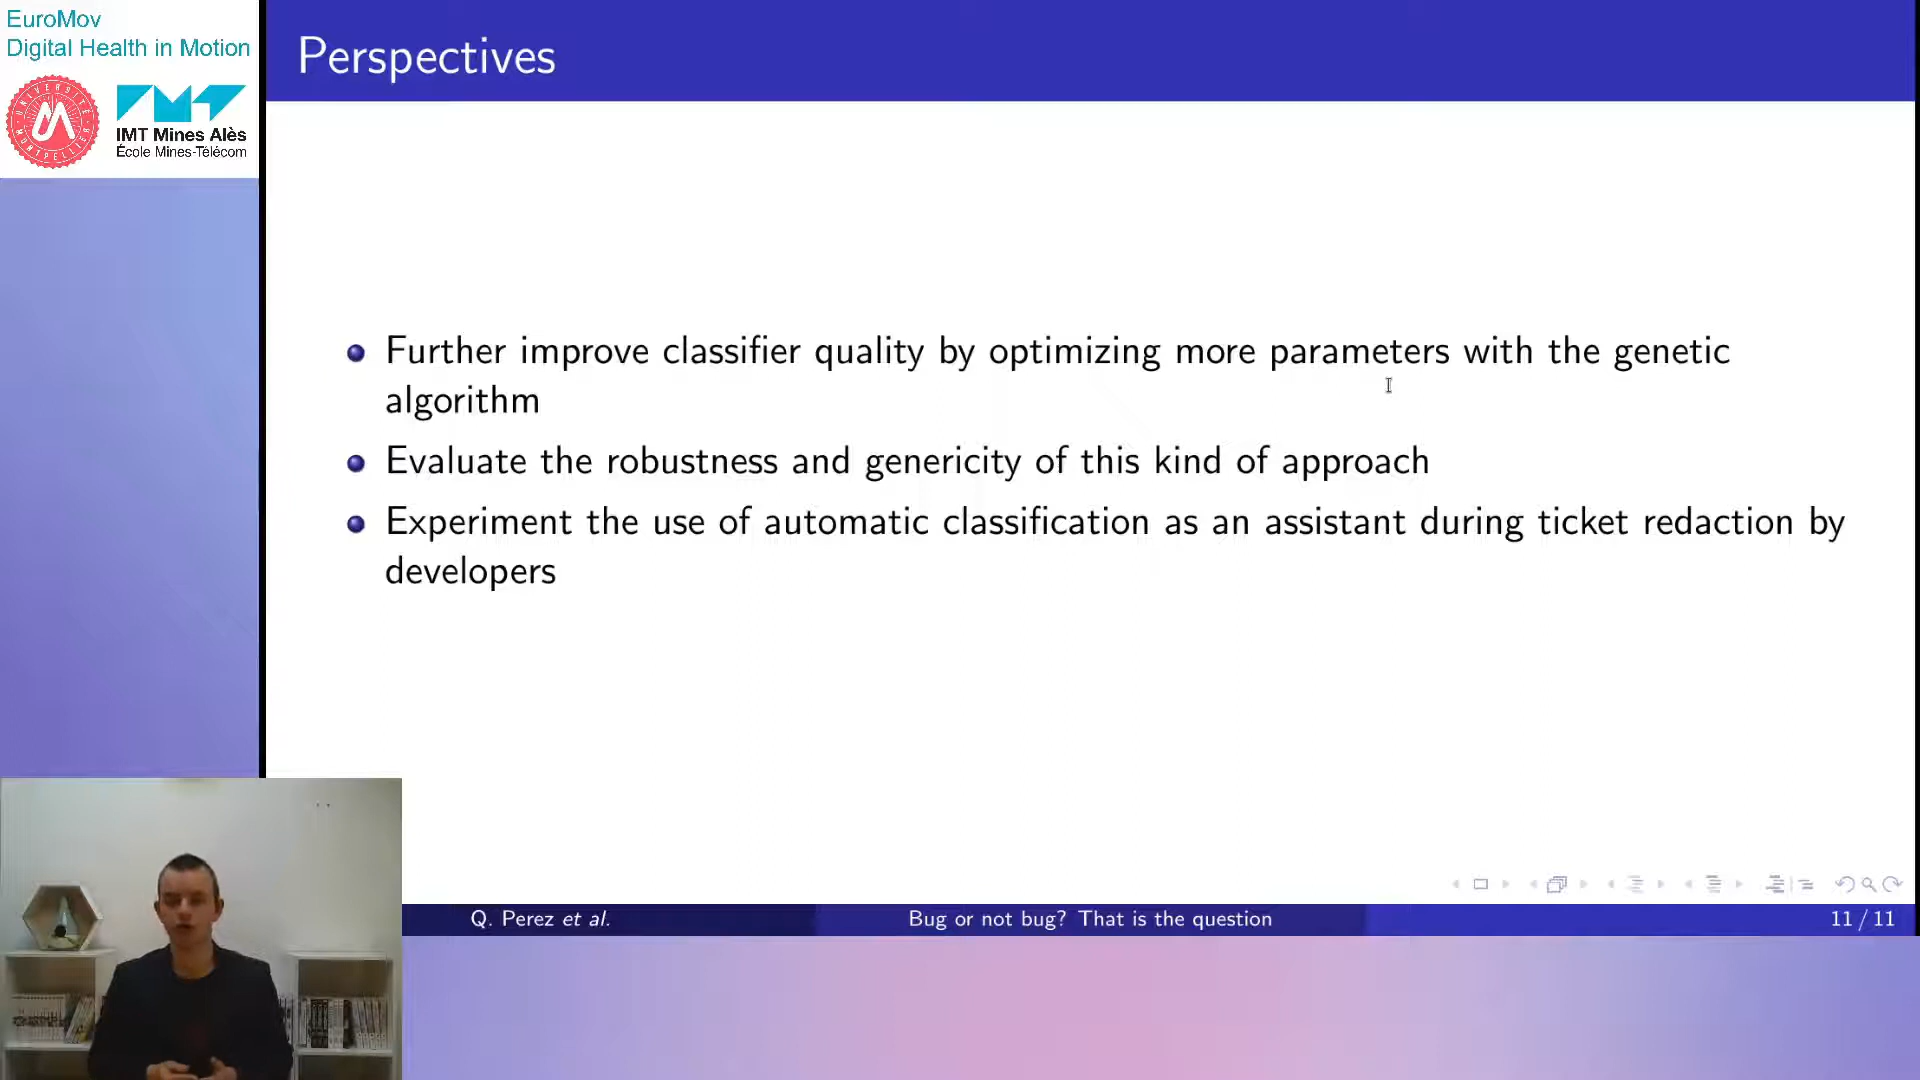 EuroMov
Digital Health in Motion
UNIVERSITÉ
MONTPELLIER
IMT Mines Alès
École Mines-Télécom
Perspectives
Further improve classifier quality by optimizing more parameters with the genetic
algorithm
Evaluate the robustness and genericity of this kind of approach
Experiment the use of automatic classification as an assistant during ticket redaction by
developers
Q. Perez et al.
Bug or not bug? That is the question
11 / 11